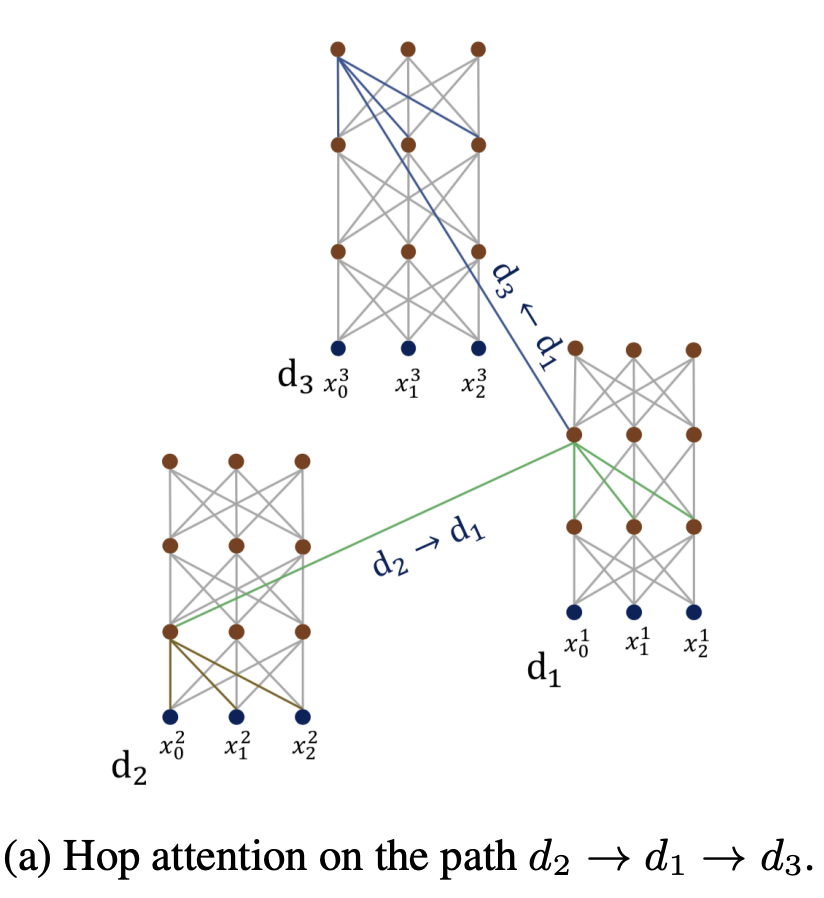 d₃ ← d₁
d₃ x₀³ x₁³ x₂³
d₂ → d₁
x₀¹ x₁¹ x₂¹
d₁
x₀² x₁² x₂²
d₂
(a) Hop attention on the path d₂ → d₁ → d₃.